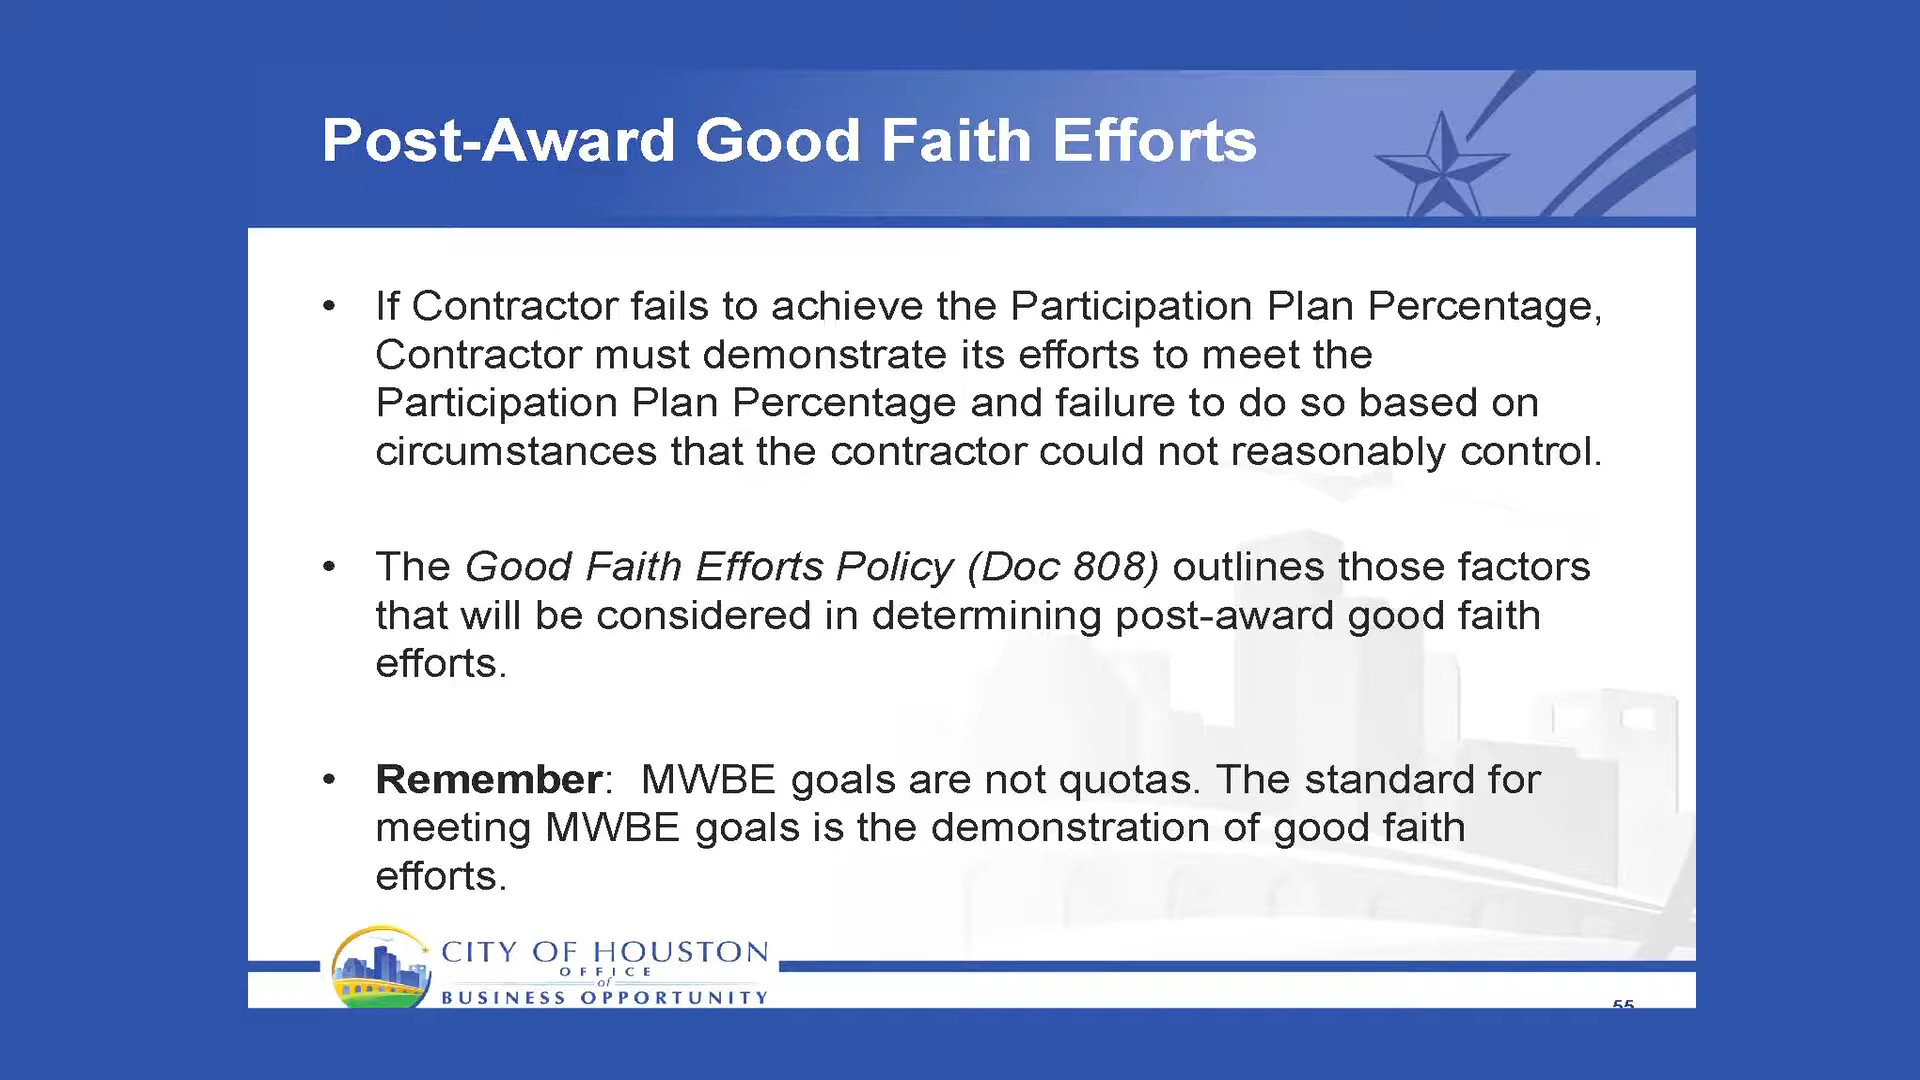 Post-Award Good Faith Efforts
• If Contractor fails to achieve the Participation Plan Percentage,
Contractor must demonstrate its efforts to meet the
Participation Plan Percentage and failure to do so based on
circumstances that the contractor could not reasonably control.
• The Good Faith Efforts Policy (Doc 808) outlines those factors
that will be considered in determining post-award good faith
efforts.
• Remember:  MWBE goals are not quotas. The standard for
meeting MWBE goals is the demonstration of good faith
efforts.
CITY OF HOUSTON
OFFICE
of
BUSINESS OPPORTUNITY
55